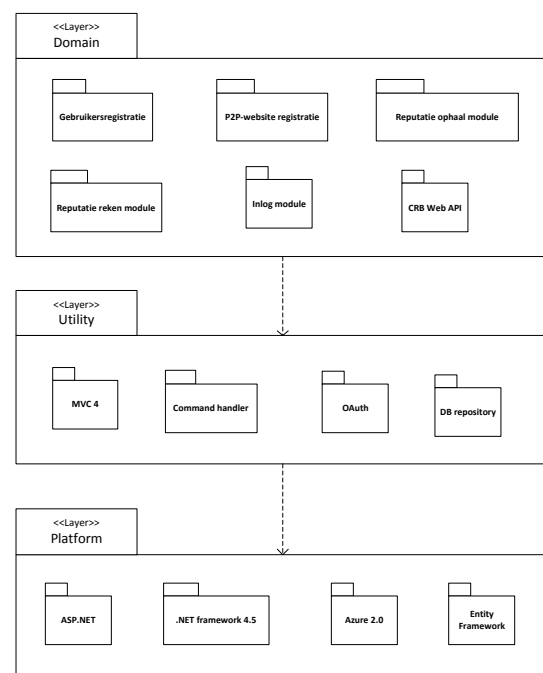 <<Layer>>
Domain
Gebruikersregistratie
P2P-website registratie
Reputatie ophaal module
Reputatie reken module
Inlog module
CRB Web API
<<Layer>>
Utility
MVC 4
Command handler
OAuth
DB repository
<<Layer>>
Platform
ASP.NET
.NET framework 4.5
Azure 2.0
Entity
Framework